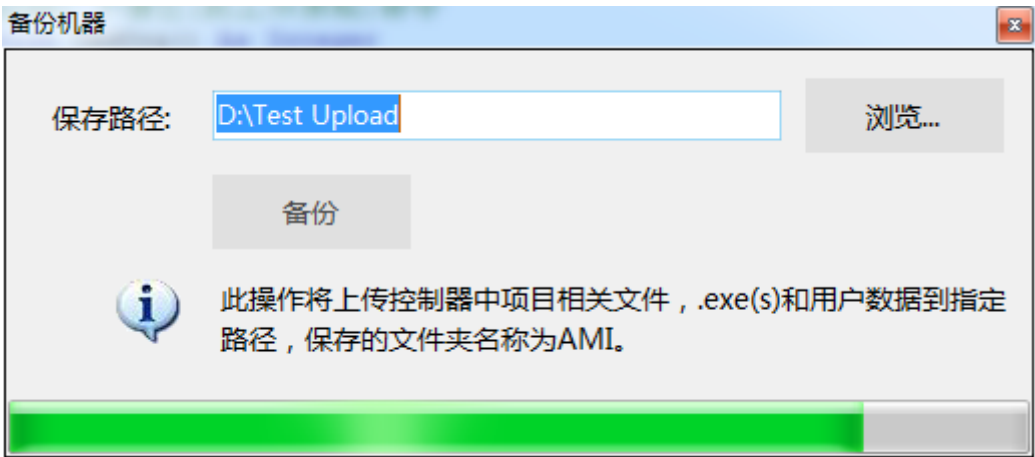 备份机器
保存路径: D:\Test Upload 浏览...
备份
此操作将上传控制器中项目相关文件，.exe(s)和用户数据到指定
路径，保存的文件夹名称为AMI。